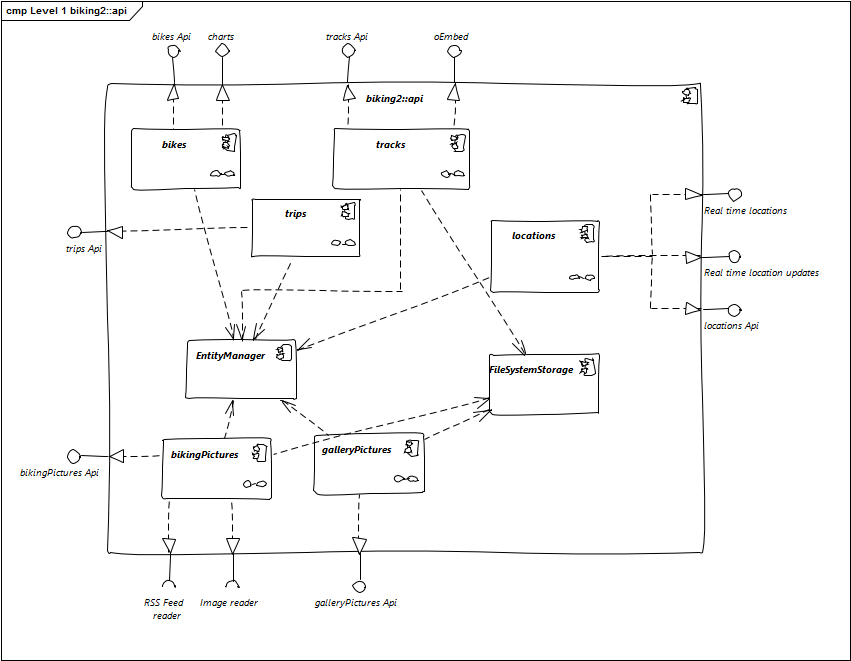 cmp Level 1 biking2::api
bikes Api
charts
tracks Api
oEmbed
biking2::api
bikes
tracks
trips
locations
Real time locations
trips Api
Real time location updates
locations Api
EntityManager
FileSystemStorage
bikingPictures
galleryPictures
bikingPictures Api
RSS Feed
reader
Image reader
galleryPictures Api